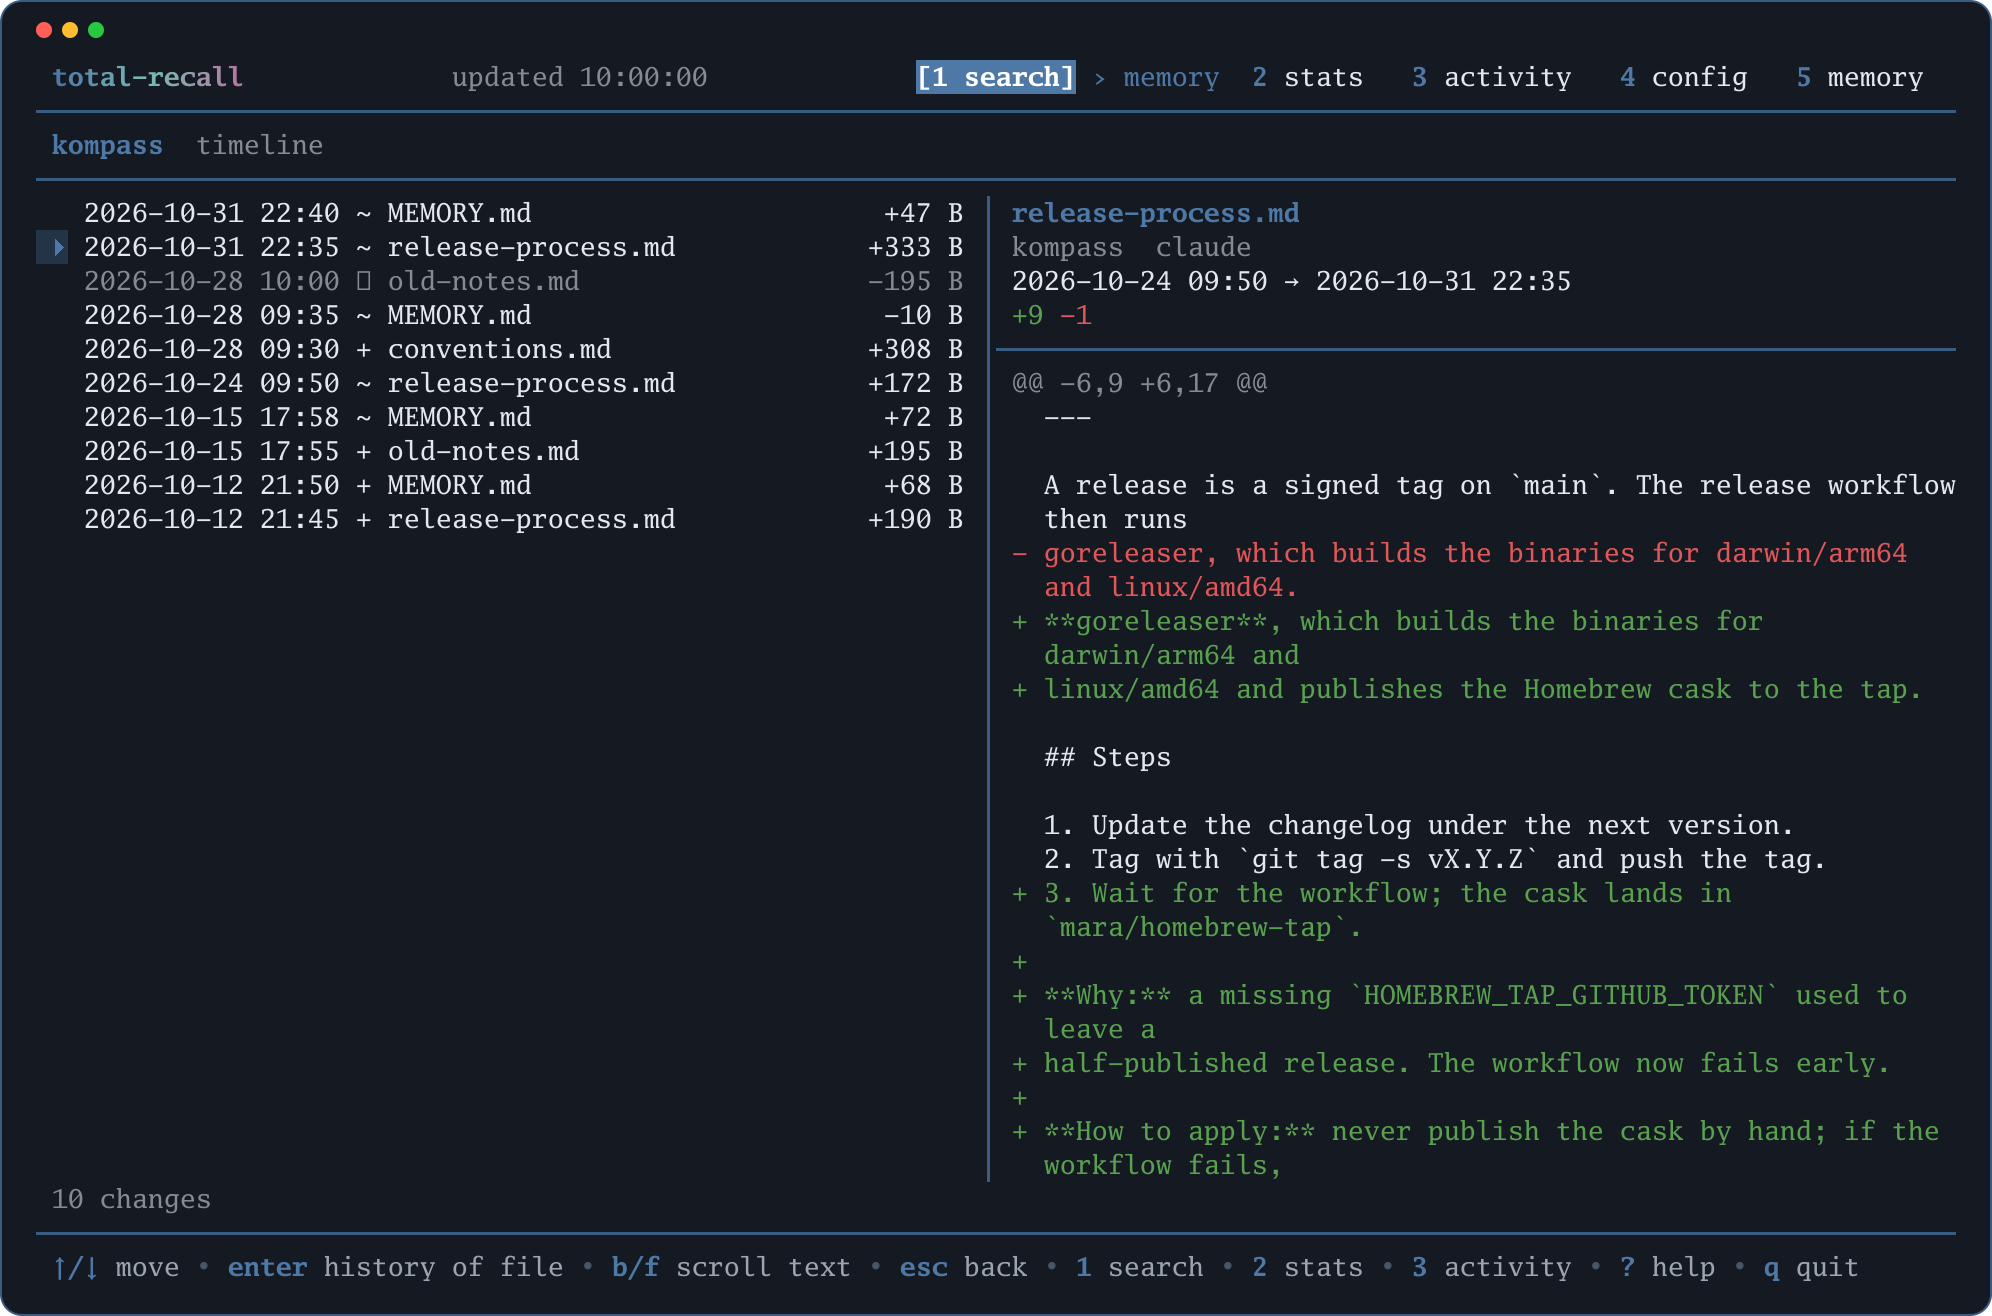 total-recall updated 10:00:00 [1 search] › memory 2 stats 3 activity 4 config 5 memory
kompass timeline
2026-10-31 22:40 ~ MEMORY.md +47 B
2026-10-31 22:35 ~ release-process.md +333 B
2026-10-28 10:00 ▯ old-notes.md -195 B
2026-10-28 09:35 ~ MEMORY.md -10 B
2026-10-28 09:30 + conventions.md +308 B
2026-10-24 09:50 ~ release-process.md +172 B
2026-10-15 17:58 ~ MEMORY.md +72 B
2026-10-15 17:55 + old-notes.md +195 B
2026-10-12 21:50 + MEMORY.md +68 B
2026-10-12 21:45 + release-process.md +190 B
10 changes
release-process.md
kompass claude
2026-10-24 09:50 → 2026-10-31 22:35
+9 -1
@@ -6,9 +6,17 @@
---
A release is a signed tag on `main`. The release workflow
then runs
- goreleaser, which builds the binaries for darwin/arm64
and linux/amd64.
+ **goreleaser**, which builds the binaries for
darwin/arm64 and
+ linux/amd64 and publishes the Homebrew cask to the tap.
## Steps
1. Update the changelog under the next version.
2. Tag with `git tag -s vX.Y.Z` and push the tag.
+ 3. Wait for the workflow; the cask lands in
`mara/homebrew-tap`.
+
+ **Why:** a missing `HOMEBREW_TAP_GITHUB_TOKEN` used to
leave a
+ half-published release. The workflow now fails early.
+
+ **How to apply:** never publish the cask by hand; if the
workflow fails,
↑/↓ move • enter history of file • b/f scroll text • esc back • 1 search • 2 stats • 3 activity • ? help • q quit